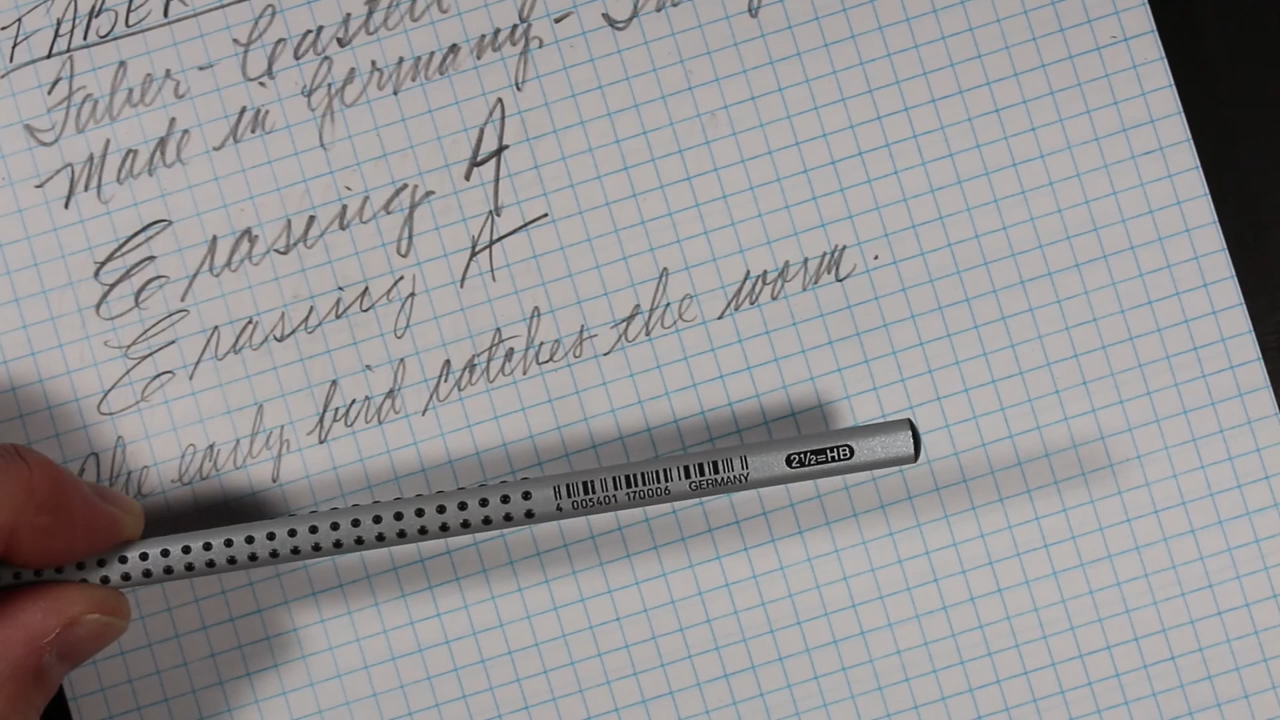 FABER
Faber-Castell
Made in Germany -
Erasing A
Erasing A
The early bird catches the worm.
4 005401 170006 GERMANY 2½=HB